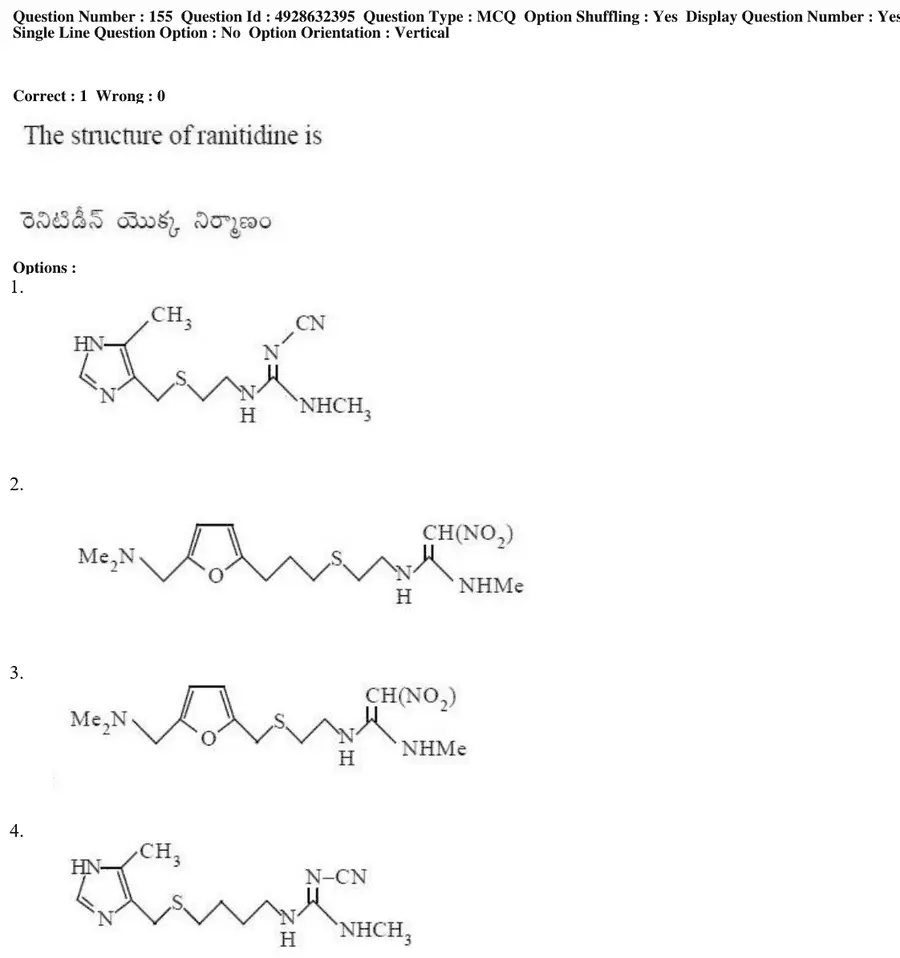 Question Number : 155 Question Id : 4928632395 Question Type : MCQ Option Shuffling : Yes Display Question Number : Yes
Single Line Question Option : No Option Orientation : Vertical
Correct : 1 Wrong : 0
The structure of ranitidine is
రెనిటిడీన్ యొక్క నిర్మాణం
Options :
1.
CH3
CN
HN
N
S
N
N
H
NHCH3
2.
CH(NO2)
Me2N
S
O
N
H
NHMe
3.
CH(NO2)
Me2N
S
O
N
H
NHMe
4.
CH3
HN
N–CN
S
N
N
H
NHCH3